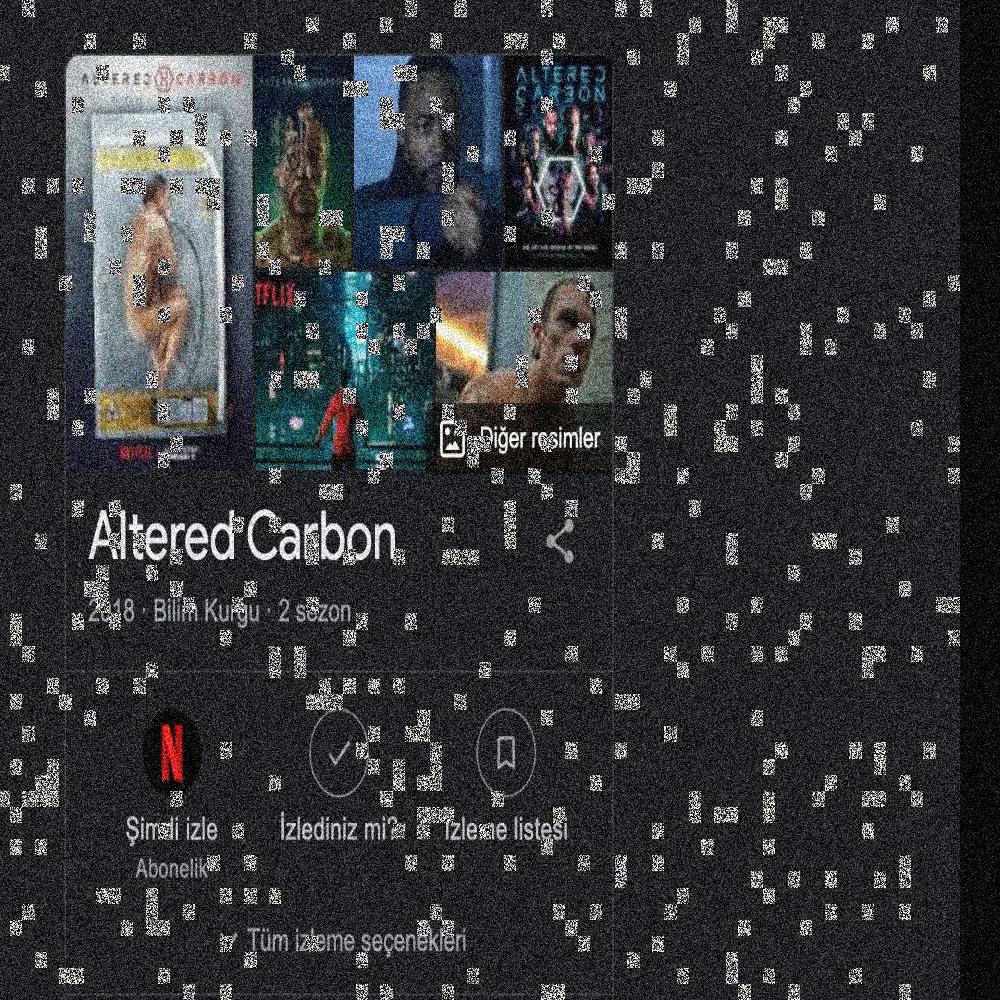 ALTERED CARBON
ALTERED
CARBON
TFLIX
Diğer resimler
Altered Carbon
2018 · Bilim Kurgu · 2 sezon
N
Şimdi izle
İzlediniz mi?
İzleme listesi
Abonelik
Tüm izleme seçenekleri